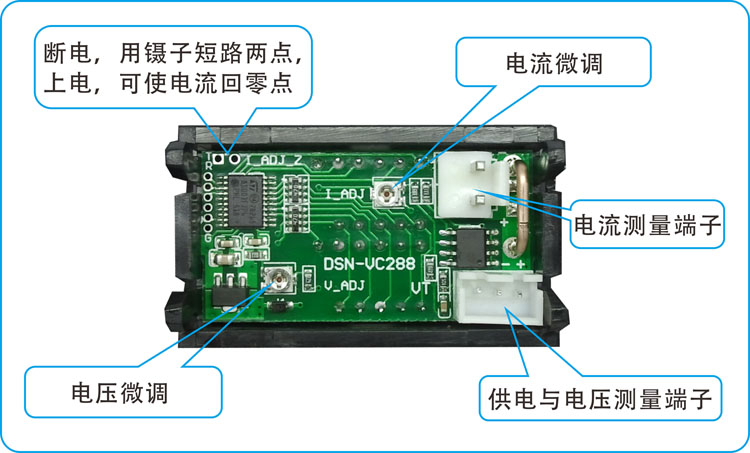 断电，用镊子短路两点，
上电，可使电流回零点
电流微调
I_ADJ_Z
I_ADJ
电流测量端子
+
DSN-VC288
- +
V_ADJ
VT
电压微调
供电与电压测量端子